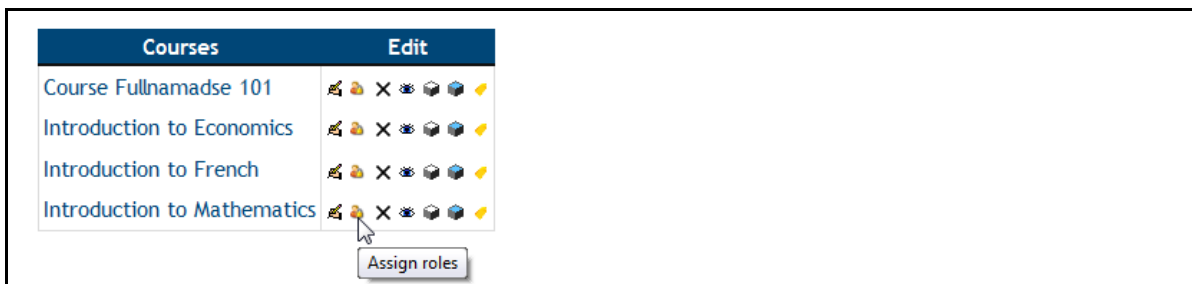 Courses Edit
Course Fullnamadse 101
Introduction to Economics
Introduction to French
Introduction to Mathematics
Assign roles